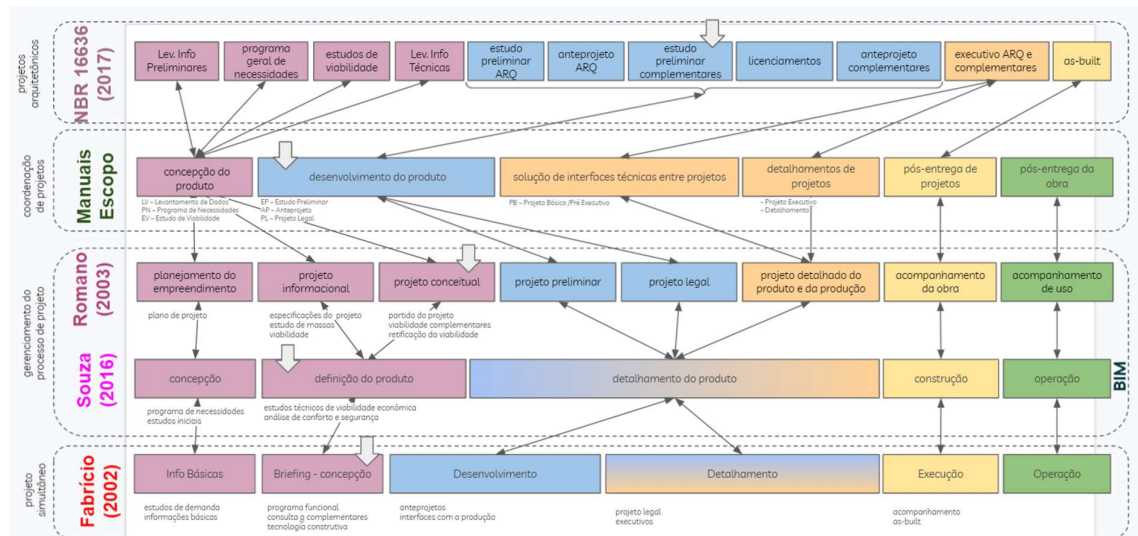 projetos
arquitetônicos
NBR 16636
(2017)
Lev. Info
Preliminares
programa
geral de
necessidades
estudos de
viabilidade
Lev. Info
Técnicas
estudo
preliminar
ARQ
anteprojeto
ARQ
estudo
preliminar
complementares
licenciamentos
anteprojeto
complementares
executivo ARQ e
complementares
as-built
coordenação
de projetos
Manuais
Escopo
concepção do
produto
desenvolvimento do produto
solução de interfaces técnicas entre projetos
detalhamentos de
projetos
pós-entrega de
projetos
pós-entrega da
obra
LV – Levantamento de Dados
PN – Programa de Necessidades
EV – Estudo de Viabilidade
EP – Estudo Preliminar
AP – Anteprojeto
PL – Projeto Legal
PB – Projeto Básico /Pré Executivo
– Projeto Executivo
– Detalhamento
gerenciamento do
processo de projeto
Romano
(2003)
planejamento do
empreendimento
projeto
informacional
projeto conceitual
projeto preliminar
projeto legal
projeto detalhado do
produto e da produção
acompanhamento
da obra
acompanhamento
de uso
plano de projeto
especificações do projeto
estudo de massas
viabilidade
partido do projeto
viabilidade complementares
retificação da viabilidade
Souza
(2016)
concepção
definição do produto
detalhamento do produto
construção
operação
BIM
programa de necessidades
estudos iniciais
estudos técnicos de viabilidade econômica
análise de conforto e segurança
projeto
simultâneo
Fabrício
(2002)
Info Básicas
Briefing - concepção
Desenvolvimento
Detalhamento
Execução
Operação
estudos de demanda
informações básicas
programa funcional
consulta a complementares
tecnologia construtiva
anteprojetos
interfaces com a produção
projeto legal
executivos
acompanhamento
as-built